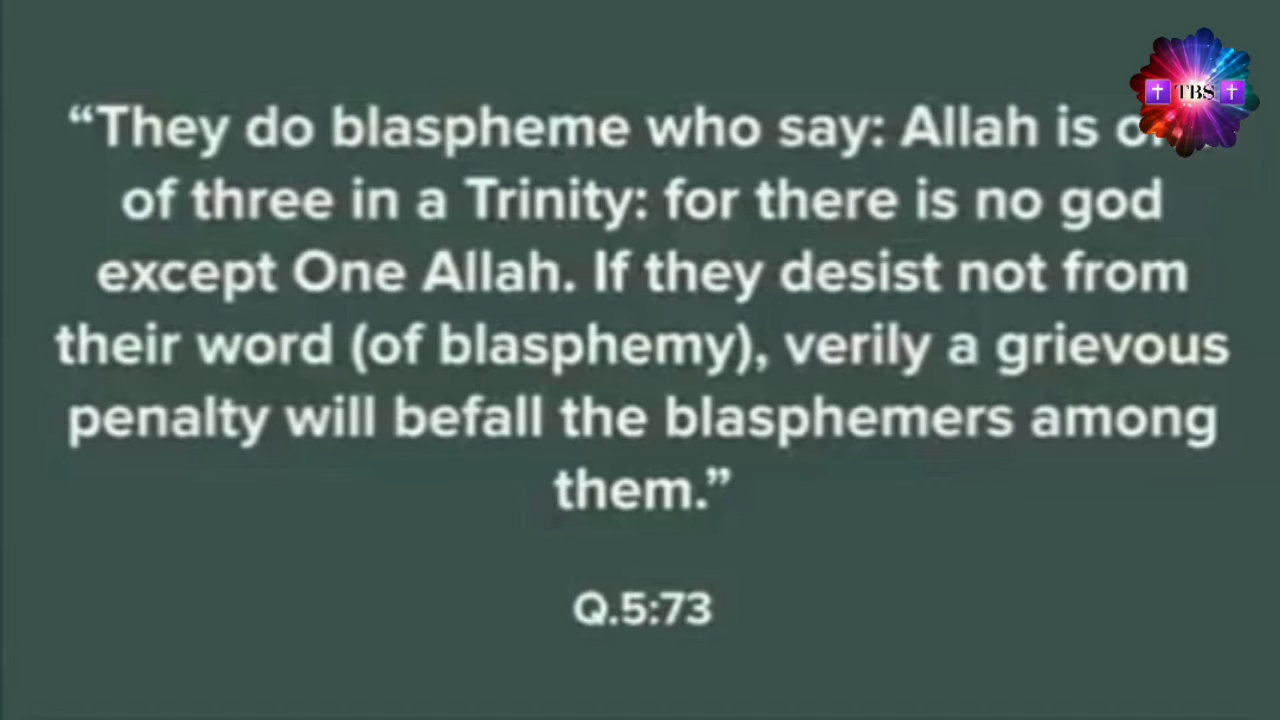 “They do blaspheme who say: Allah is
of three in a Trinity: for there is no god
except One Allah. If they desist not from
their word (of blasphemy), verily a grievous
penalty will befall the blasphemers among
them.”
Q.5:73
TBS